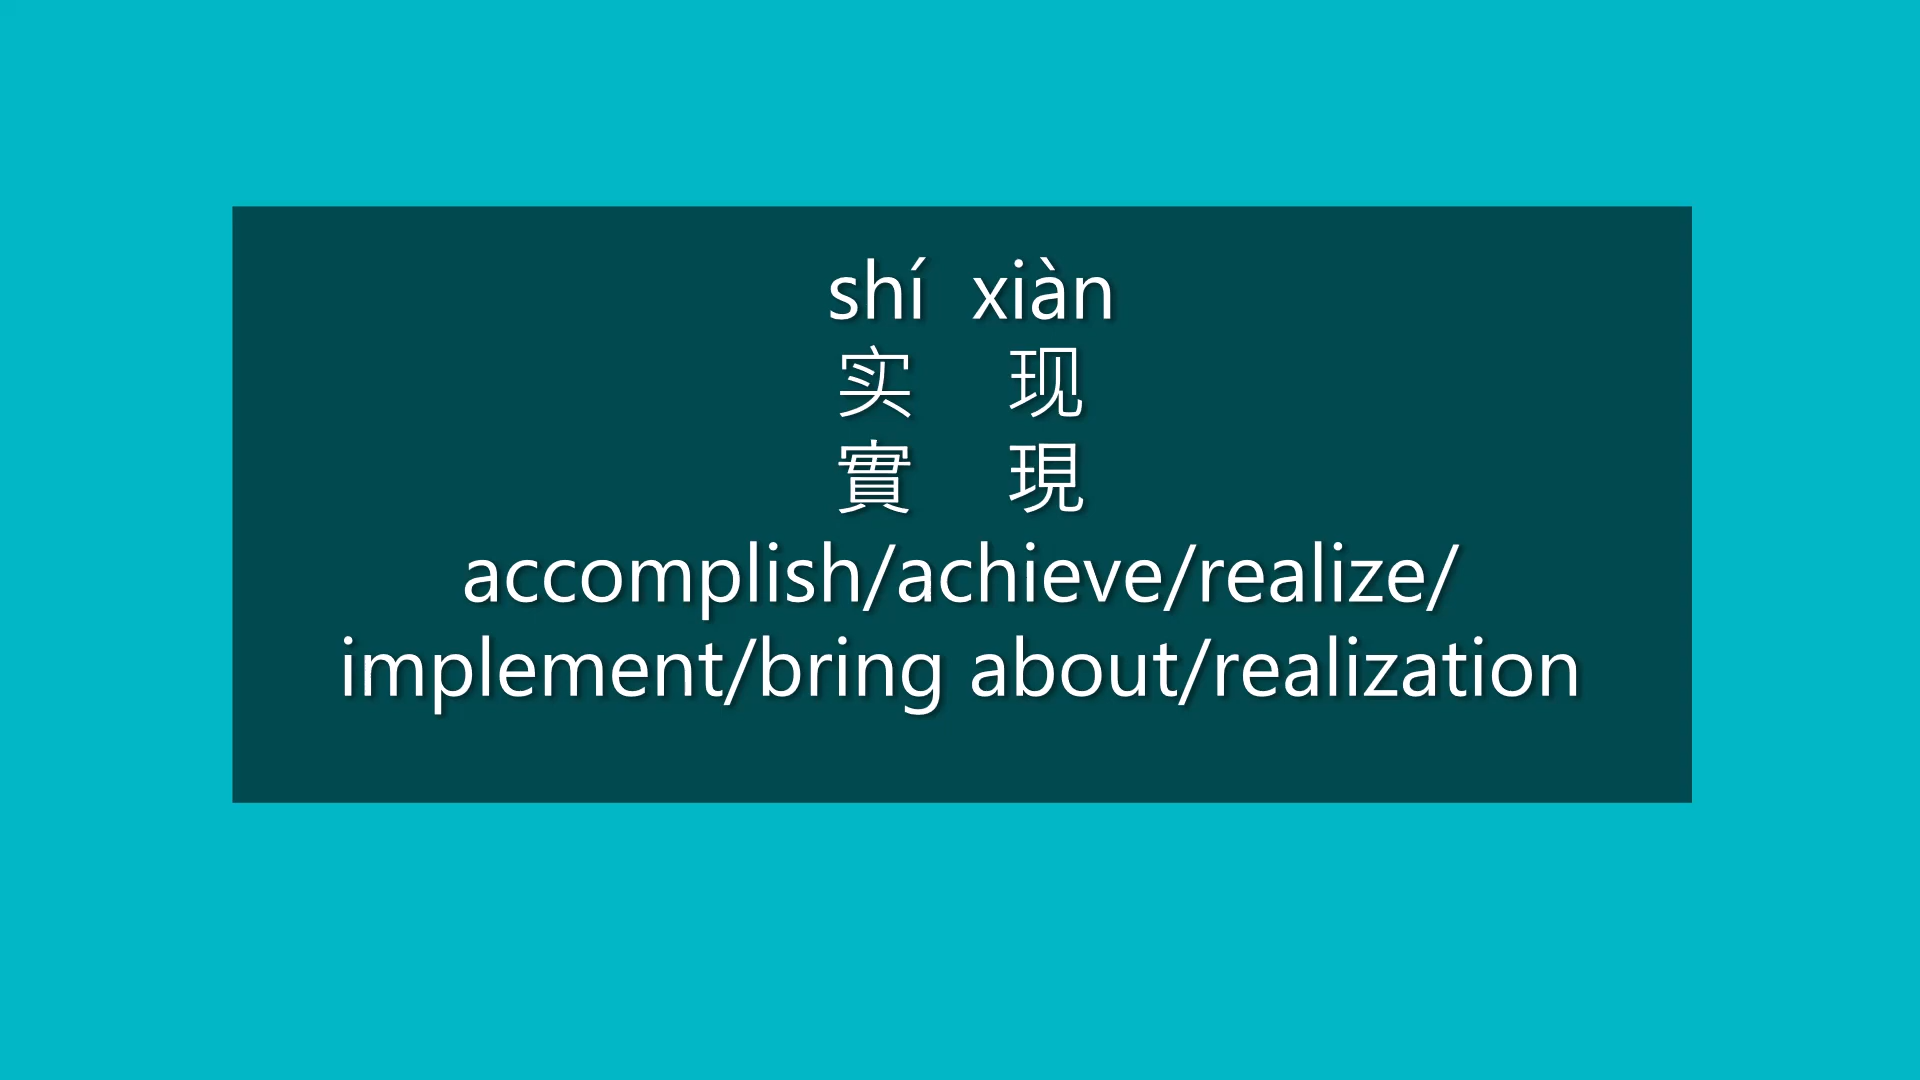 shí xiàn
实 现
實 現
accomplish/achieve/realize/
implement/bring about/realization